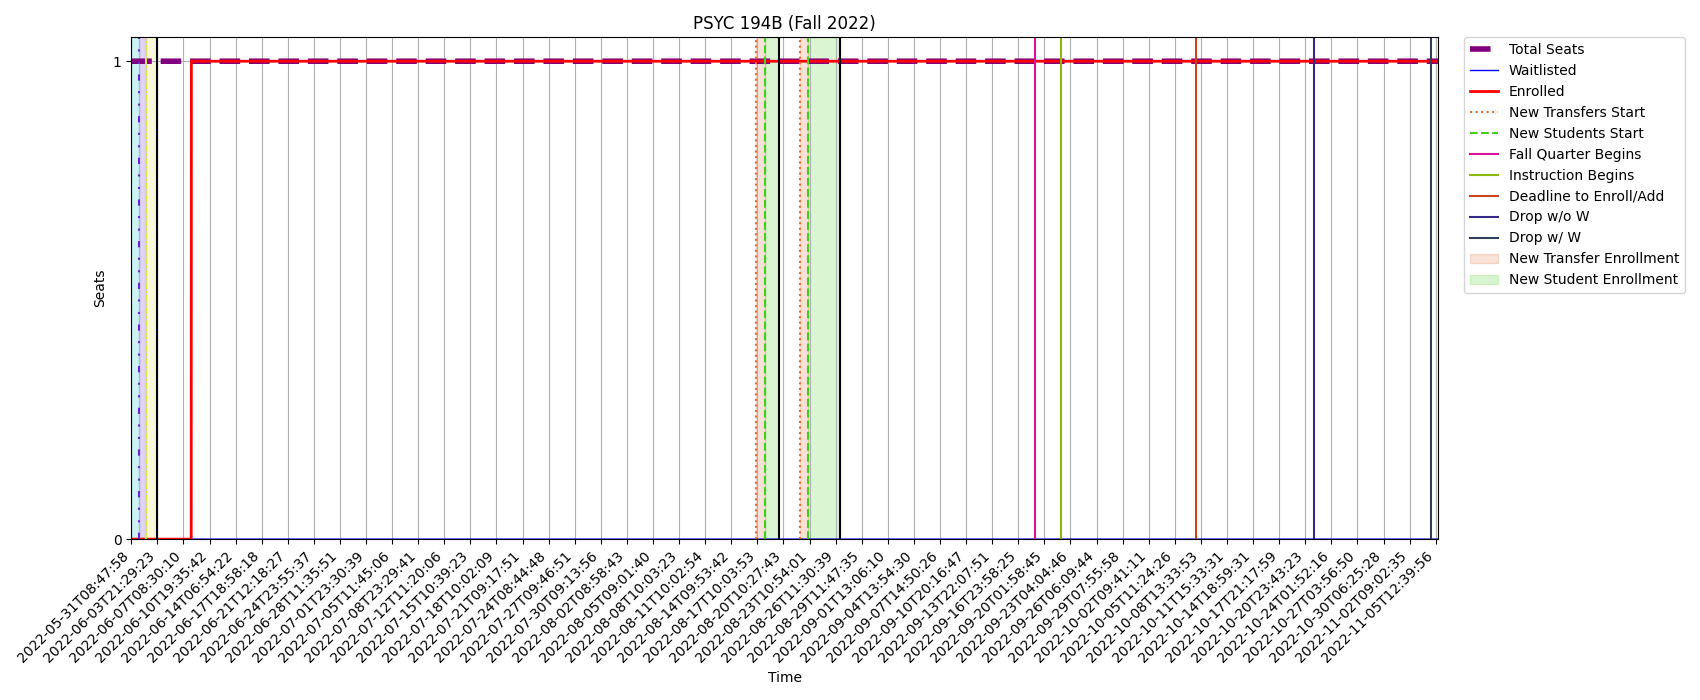 PSYC 194B (Fall 2022)
Seats
1
0
2022-05-31T08:47:58
2022-06-03T21:29:23
2022-06-07T08:30:10
2022-06-10T19:35:42
2022-06-14T06:54:22
2022-06-17T18:58:18
2022-06-21T12:18:27
2022-06-24T23:55:37
2022-06-28T11:35:51
2022-07-01T23:30:39
2022-07-05T11:45:06
2022-07-08T23:29:41
2022-07-12T11:20:06
2022-07-15T10:39:23
2022-07-18T10:02:09
2022-07-21T09:17:51
2022-07-24T08:44:48
2022-07-27T09:46:51
2022-07-30T09:13:56
2022-08-02T08:58:43
2022-08-05T09:01:40
2022-08-08T10:03:23
2022-08-11T10:02:54
2022-08-14T09:53:42
2022-08-17T10:03:53
2022-08-20T10:27:43
2022-08-23T10:54:01
2022-08-26T11:30:39
2022-08-29T11:47:35
2022-09-01T13:06:10
2022-09-04T13:54:30
2022-09-07T14:50:26
2022-09-10T20:16:47
2022-09-13T22:07:51
2022-09-16T23:58:25
2022-09-20T01:58:45
2022-09-23T04:04:46
2022-09-26T06:09:44
2022-09-29T07:55:58
2022-10-02T09:41:11
2022-10-05T11:24:26
2022-10-08T13:33:53
2022-10-11T15:33:31
2022-10-14T18:59:31
2022-10-17T21:17:59
2022-10-20T23:43:23
2022-10-24T01:52:16
2022-10-27T03:56:50
2022-10-30T06:25:28
2022-11-02T09:02:35
2022-11-05T12:39:56
Time
Total Seats
Waitlisted
Enrolled
New Transfers Start
New Students Start
Fall Quarter Begins
Instruction Begins
Deadline to Enroll/Add
Drop w/o W
Drop w/ W
New Transfer Enrollment
New Student Enrollment